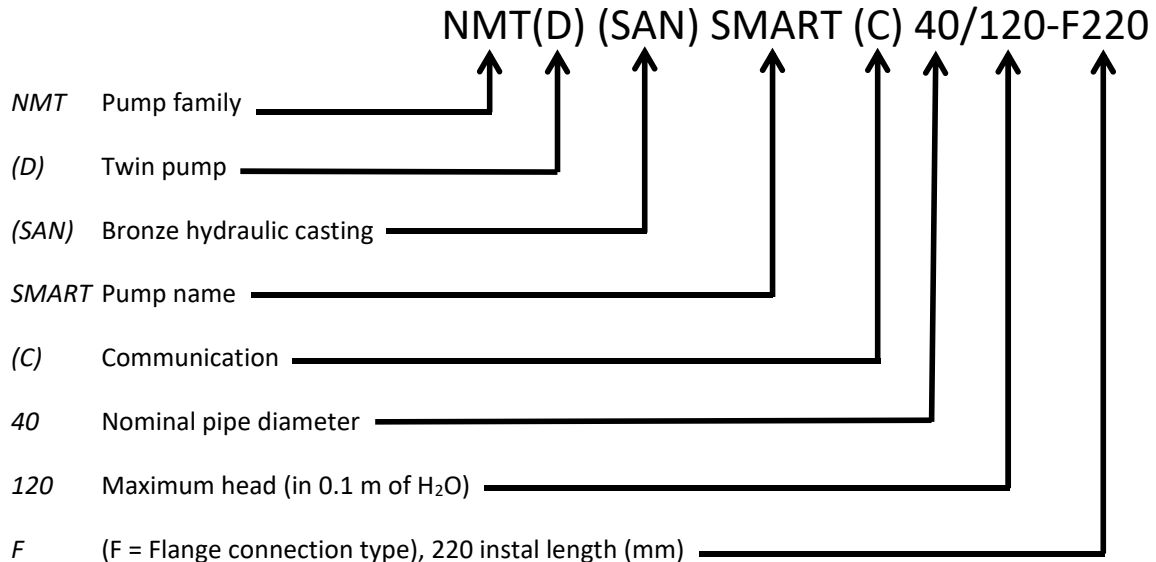 NMT(D) (SAN) SMART (C) 40/120-F220
NMT Pump family
(D) Twin pump
(SAN) Bronze hydraulic casting
SMART Pump name
(C) Communication
40 Nominal pipe diameter
120 Maximum head (in 0.1 m of H₂O)
F (F = Flange connection type), 220 instal length (mm)